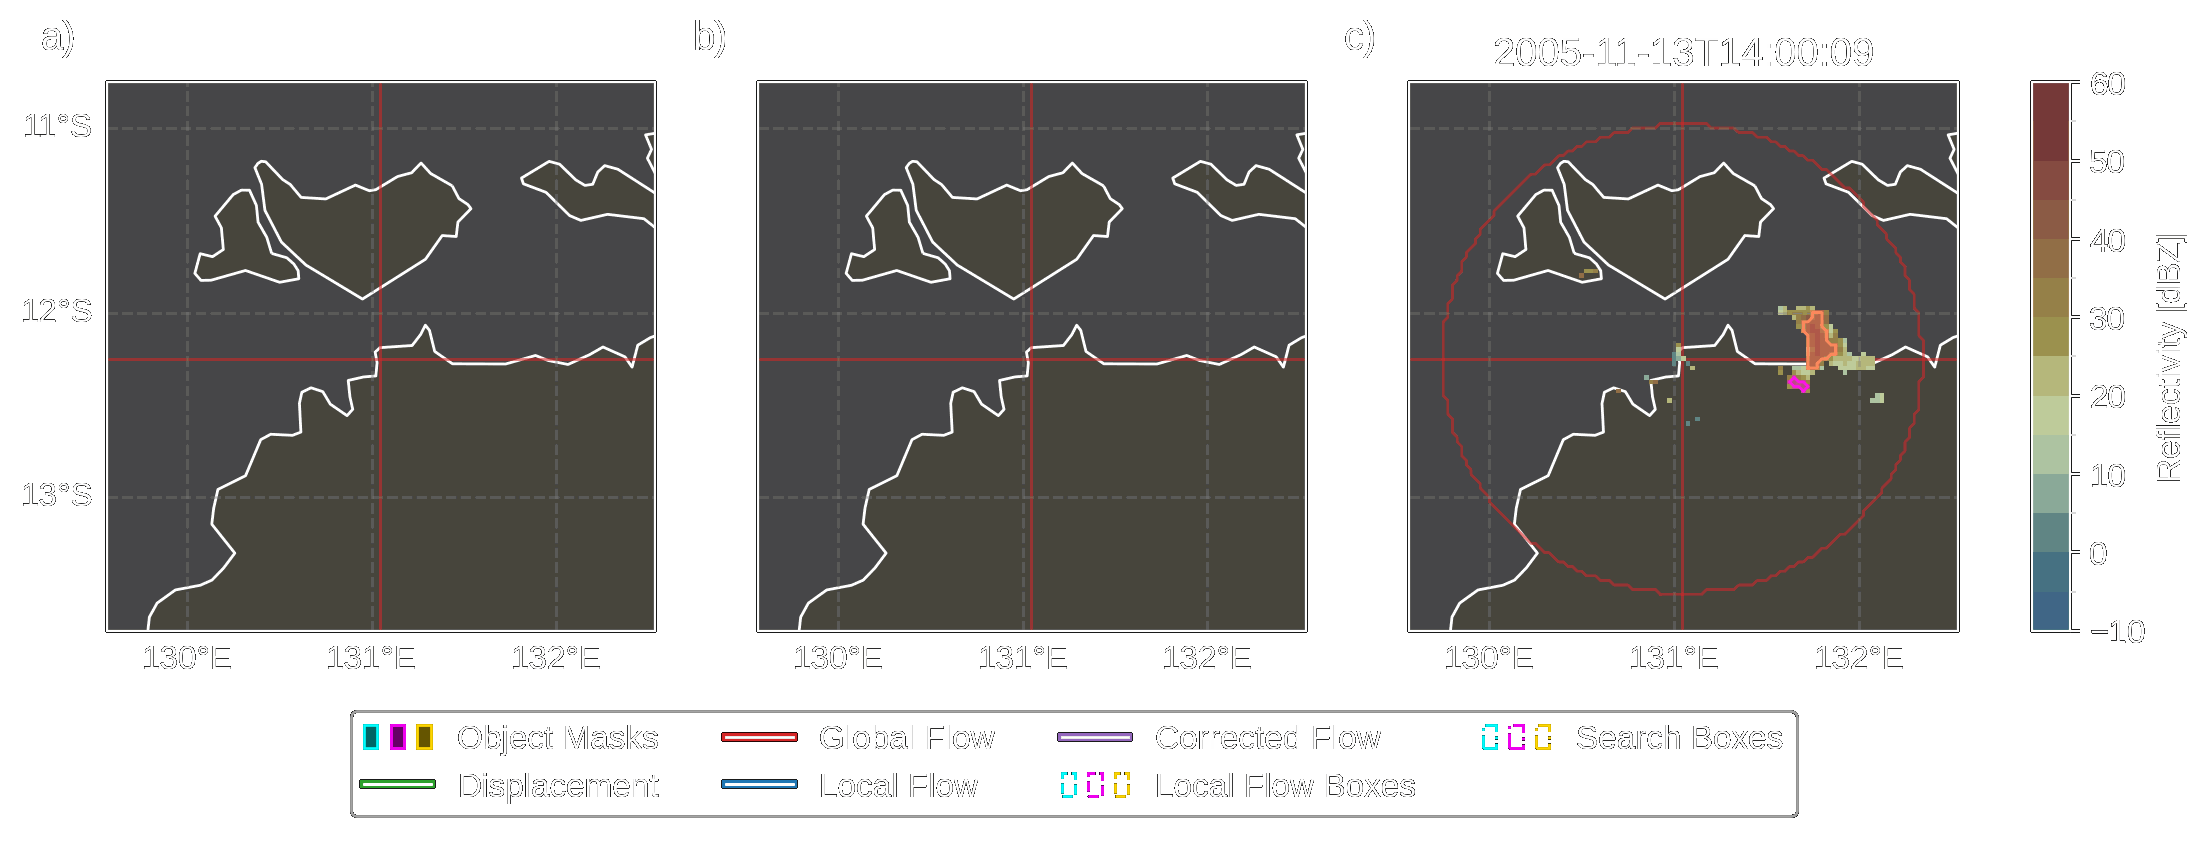 a)
b)
c)
2005-11-13T14:00:09
11°S
12°S
13°S
130°E
131°E
132°E
130°E
131°E
132°E
130°E
131°E
132°E
60
50
40
30
20
10
0
−10
Reflectivity [dBZ]
Object Masks
Global Flow
Corrected Flow
Search Boxes
Displacement
Local Flow
Local Flow Boxes